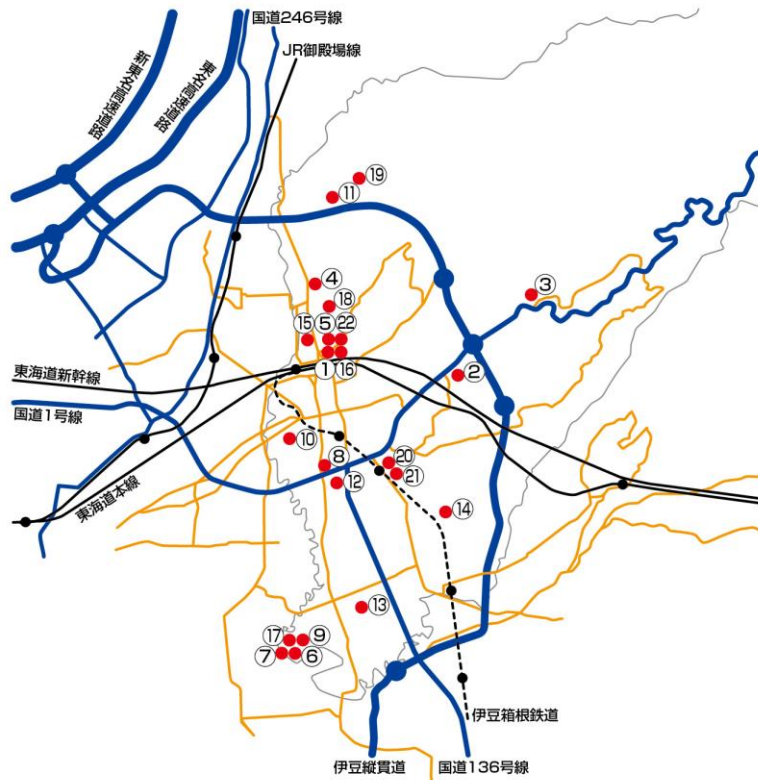 国道246号線
JR御殿場線
新東名高速道路
東名高速道路
⑲
⑪
④
③
⑱
⑮ ⑤ ㉒
東海道新幹線
① ⑯
②
国道1号線
⑩
⑧
⑳
㉑
⑫
東海道本線
⑭
⑬
⑰ ⑨
⑦ ⑥
伊豆箱根鉄道
伊豆縦貫道
国道136号線